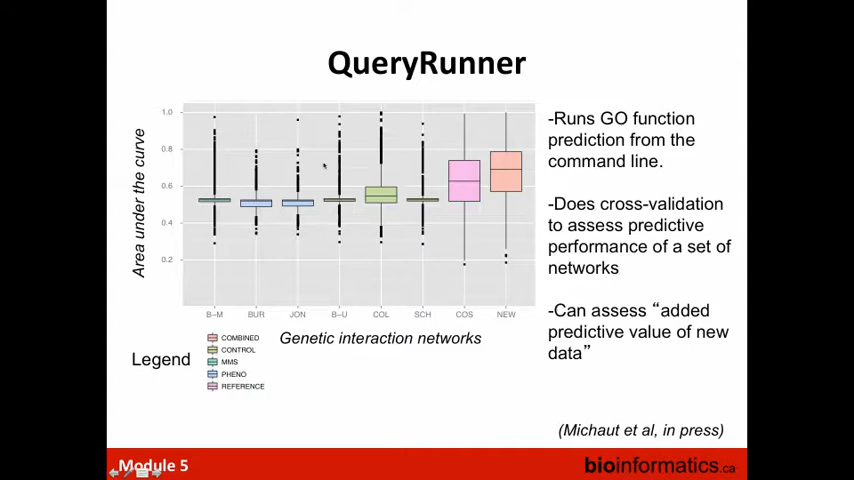 QueryRunner
Area under the curve
1.0
0.8
0.6
0.4
0.2
B–M BUR JON B–U COL SCH COS NEW
Genetic interaction networks
Legend
COMBINED
CONTROL
MMS
PHENO
REFERENCE
-Runs GO function
prediction from the
command line.
-Does cross-validation
to assess predictive
performance of a set of
networks
-Can assess “added
predictive value of new
data”
(Michaut et al, in press)
Module 5
bioinformatics.ca